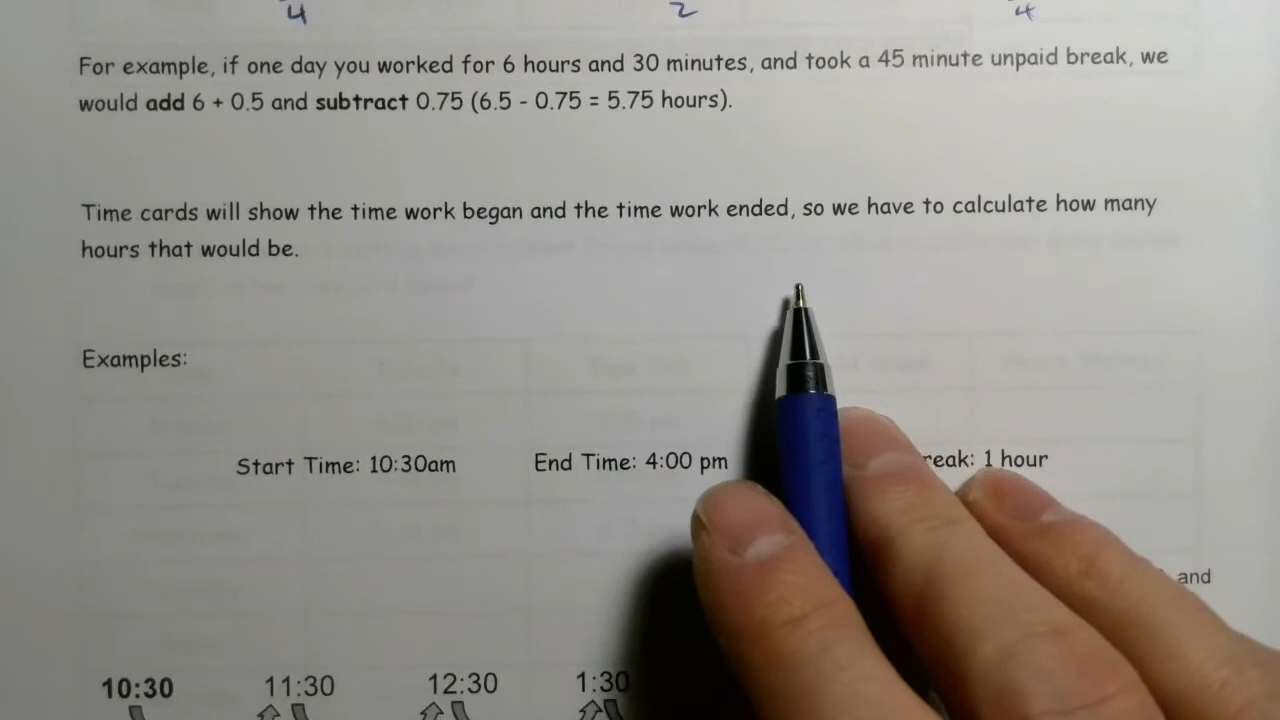 4 2 4
For example, if one day you worked for 6 hours and 30 minutes, and took a 45 minute unpaid break, we
would add 6 + 0.5 and subtract 0.75 (6.5 - 0.75 = 5.75 hours).
Time cards will show the time work began and the time work ended, so we have to calculate how many
hours that would be.
Examples:
Start Time: 10:30am End Time: 4:00 pm reak: 1 hour
and
10:30 11:30 12:30 1:30